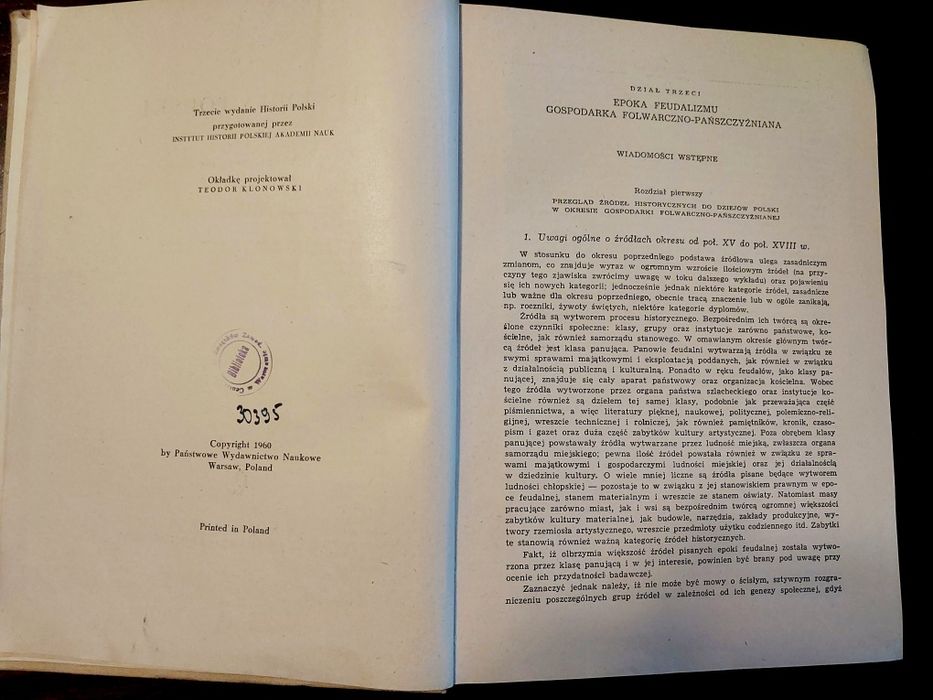 Trzecie wydanie Historii Polski
przygotowanej przez
INSTYTUT HISTORII POLSKIEJ AKADEMII NAUK
Okładkę projektował
TEODOR KLONOWSKI
Biblioteka
30395
Copyright 1960
by Państwowe Wydawnictwo Naukowe
Warsaw, Poland
Printed in Poland
DZIAŁ TRZECI
EPOKA FEUDALIZMU
GOSPODARKA FOLWARCZNO-PAŃSZCZYŹNIANA
WIADOMOŚCI WSTĘPNE
Rozdział pierwszy
PRZEGLĄD ŹRÓDEŁ HISTORYCZNYCH DO DZIEJÓW POLSKI
W OKRESIE GOSPODARKI FOLWARCZNO-PAŃSZCZYŹNIANEJ
1. Uwagi ogólne o źródłach okresu od poł. XV do poł. XVIII w.
W stosunku do okresu poprzedniego podstawa źródłowa ulega zasadniczym
zmianom, co znajduje wyraz w ogromnym wzroście ilościowym źródeł (na przy-
czyny tego zjawiska zwrócimy uwagę w toku dalszego wykładu) oraz pojawieniu
się ich nowych kategorii; jednocześnie jednak niektóre kategorie źródeł, zasadnicze
lub ważne dla okresu poprzedniego, obecnie tracą znaczenie lub w ogóle zanikają,
np. roczniki, żywoty świętych, niektóre kategorie dyplomów.
Źródła są wytworem procesu historycznego. Bezpośrednim ich twórcą są okre-
ślone czynniki społeczne: klasy, grupy oraz instytucje zarówno państwowe, ko-
ścielne, jak również samorządu stanowego. W omawianym okresie głównym twór-
cą źródeł jest klasa panująca. Panowie feudalni wytwarzają źródła w związku ze
swymi sprawami majątkowymi i eksploatacją poddanych, jak również w związku
z działalnością publiczną i kulturalną. Ponadto w ręku feudałów, jako klasy pa-
nującej, znajduje się cały aparat państwowy oraz organizacja kościelna. Wobec
tego źródła wytworzone przez organa państwa szlacheckiego oraz instytucje ko-
ścielne również są dziełem tej samej klasy, podobnie jak przeważająca część
piśmiennictwa, a więc literatury pięknej, naukowej, politycznej, polemiczno-reli-
gijnej, wreszcie technicznej i rolniczej, jak również pamiętników, kronik, czaso-
pism i gazet oraz duża część zabytków kultury artystycznej. Poza obrębem klasy
panującej powstawały źródła wytwarzane przez ludność miejską, zwłaszcza organa
samorządu miejskiego; pewna ilość źródeł powstała również w związku ze spra-
wami majątkowymi i gospodarczymi ludności miejskiej oraz jej działalnością
w dziedzinie kultury. O wiele mniej liczne są źródła pisane będące wytworem
ludności chłopskiej — pozostaje to w związku z jej stanowiskiem prawnym w epo-
ce feudalnej, stanem materialnym i wreszcie ze stanem oświaty. Natomiast masy
pracujące zarówno miast, jak i wsi są bezpośrednim twórcą ogromnej większości
zabytków kultury materialnej, jak budowle, narzędzia, zakłady produkcyjne, wy-
twory rzemiosła artystycznego, wreszcie przedmioty użytku codziennego itd. Zabytki
te stanowią również ważną kategorię źródeł historycznych.
Fakt, iż olbrzymia większość źródeł pisanych epoki feudalnej została wytwo-
rzona przez klasę panującą i w jej interesie, powinien być brany pod uwagę przy
ocenie ich przydatności badawczej.
Zaznaczyć jednak należy, iż nie może być mowy o ścisłym, sztywnym rozgra-
niczeniu poszczególnych grup źródeł w zależności od ich genezy społecznej, gdyż